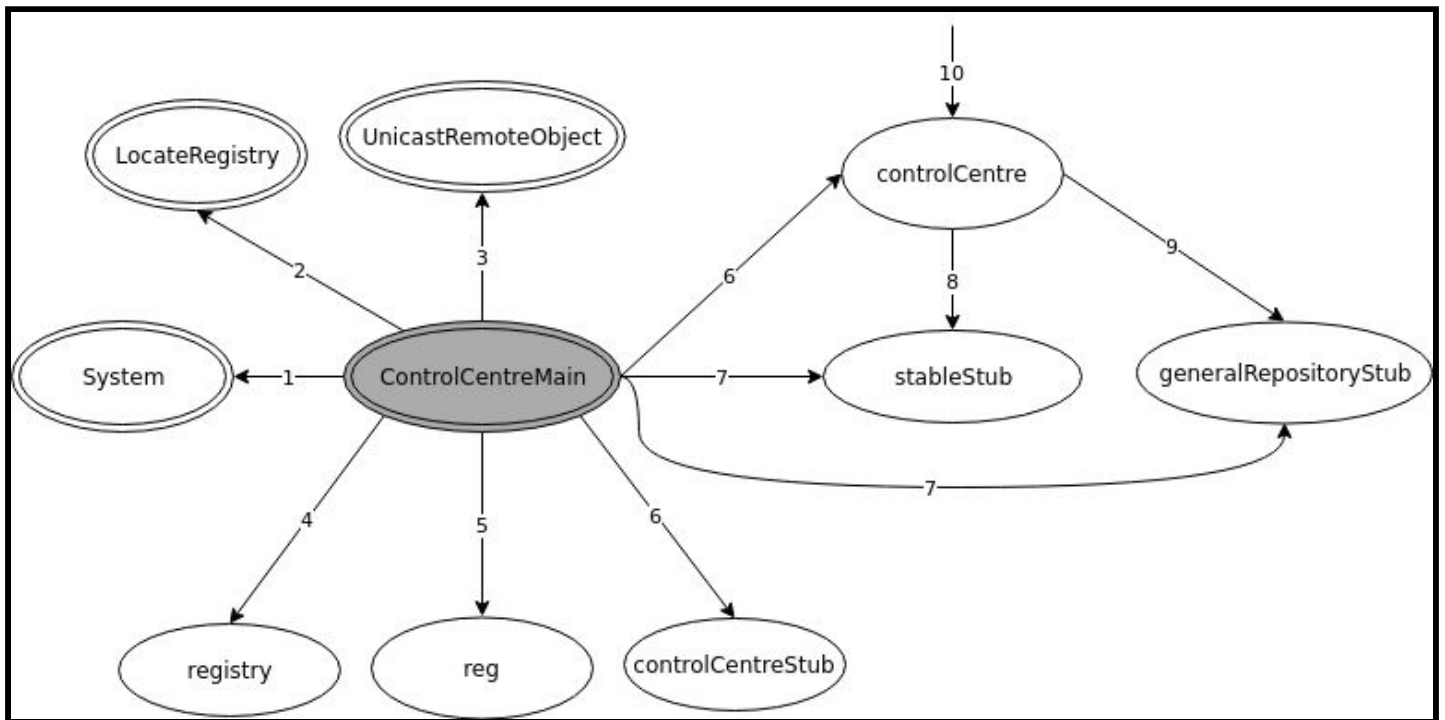 10
UnicastRemoteObject
LocateRegistry
controlCentre
9
3
2
6
8
System
1
ControlCentreMain
7
stableStub
generalRepositoryStub
7
4
5
6
registry
reg
controlCentreStub